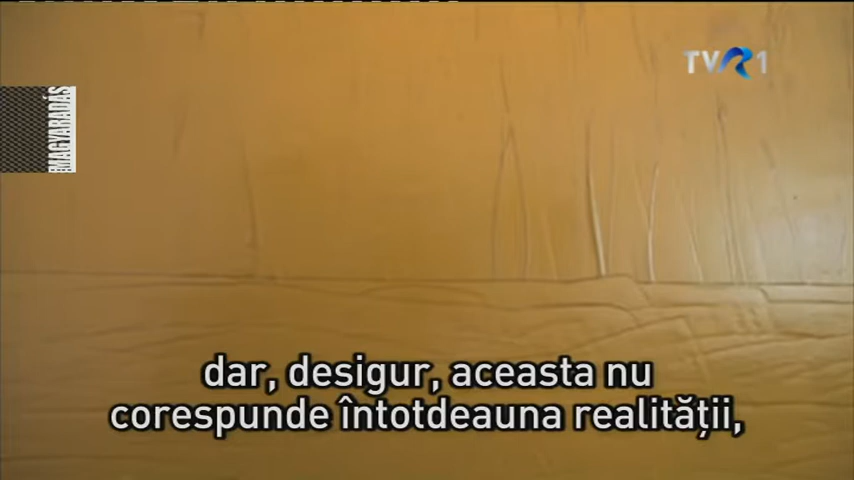 TVR1
MAGYARADÁS
dar, desigur, aceasta nu
corespunde întotdeauna realității,